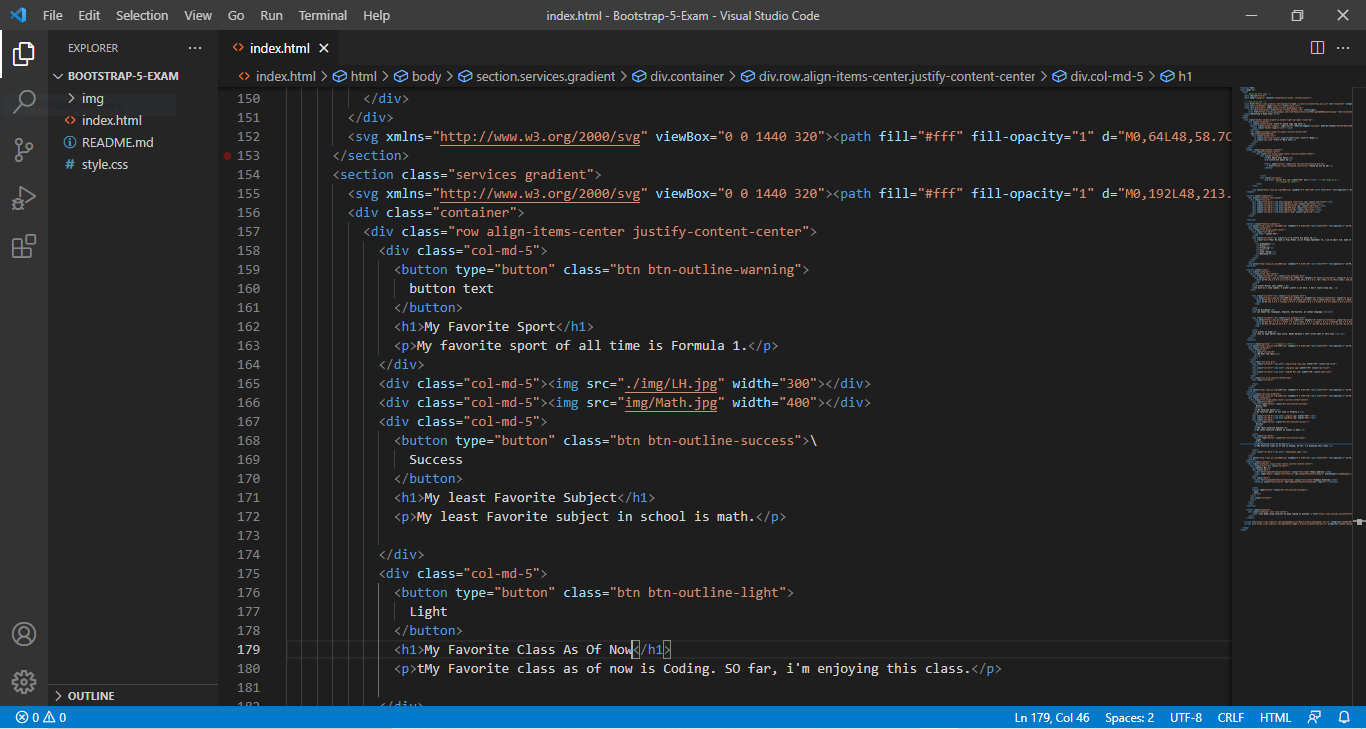 File Edit Selection View Go Run Terminal Help
index.html - Bootstrap-5-Exam - Visual Studio Code
EXPLORER
BOOTSTRAP-5-EXAM
img
index.html
README.md
style.css
OUTLINE
index.html
index.html > html > body > section.services.gradient > div.container > div.row.align-items-center.justify-content-center > div.col-md-5 > h1
150 </div>
151 </div>
152 <svg xmlns="http://www.w3.org/2000/svg" viewBox="0 0 1440 320"><path fill="#fff" fill-opacity="1" d="M0,64L48,58.7C
153 </section>
154 <section class="services gradient">
155 <svg xmlns="http://www.w3.org/2000/svg" viewBox="0 0 1440 320"><path fill="#fff" fill-opacity="1" d="M0,192L48,213.
156 <div class="container">
157 <div class="row align-items-center justify-content-center">
158 <div class="col-md-5">
159 <button type="button" class="btn btn-outline-warning">
160 button text
161 </button>
162 <h1>My Favorite Sport</h1>
163 <p>My favorite sport of all time is Formula 1.</p>
164 </div>
165 <div class="col-md-5"><img src="./img/LH.jpg" width="300"></div>
166 <div class="col-md-5"><img src="img/Math.jpg" width="400"></div>
167 <div class="col-md-5">
168 <button type="button" class="btn btn-outline-success">\
169 Success
170 </button>
171 <h1>My least Favorite Subject</h1>
172 <p>My least Favorite subject in school is math.</p>
173
174 </div>
175 <div class="col-md-5">
176 <button type="button" class="btn btn-outline-light">
177 Light
178 </button>
179 <h1>My Favorite Class As Of Now</h1>
180 <p>tMy Favorite class as of now is Coding. SO far, i'm enjoying this class.</p>
181
182 </div>
0 0
Ln 179, Col 46 Spaces: 2 UTF-8 CRLF HTML